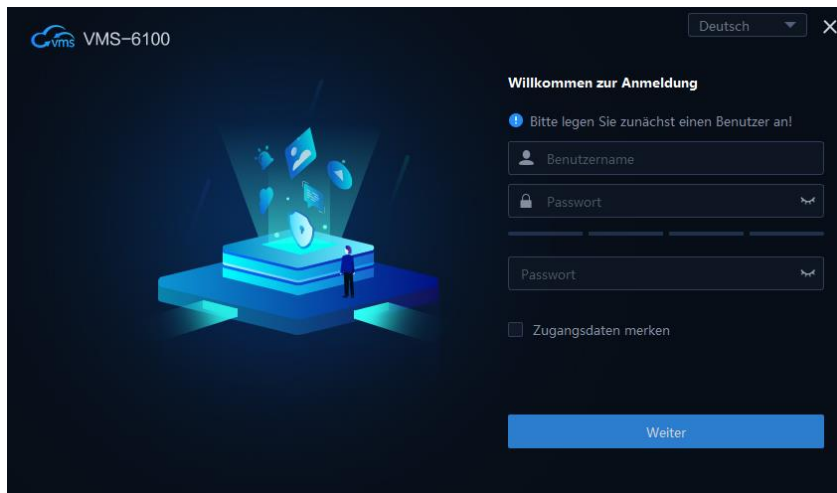 vms VMS-6100
Deutsch
Willkommen zur Anmeldung
Bitte legen Sie zunächst einen Benutzer an!
Benutzername
Passwort
Passwort
Zugangsdaten merken
Weiter